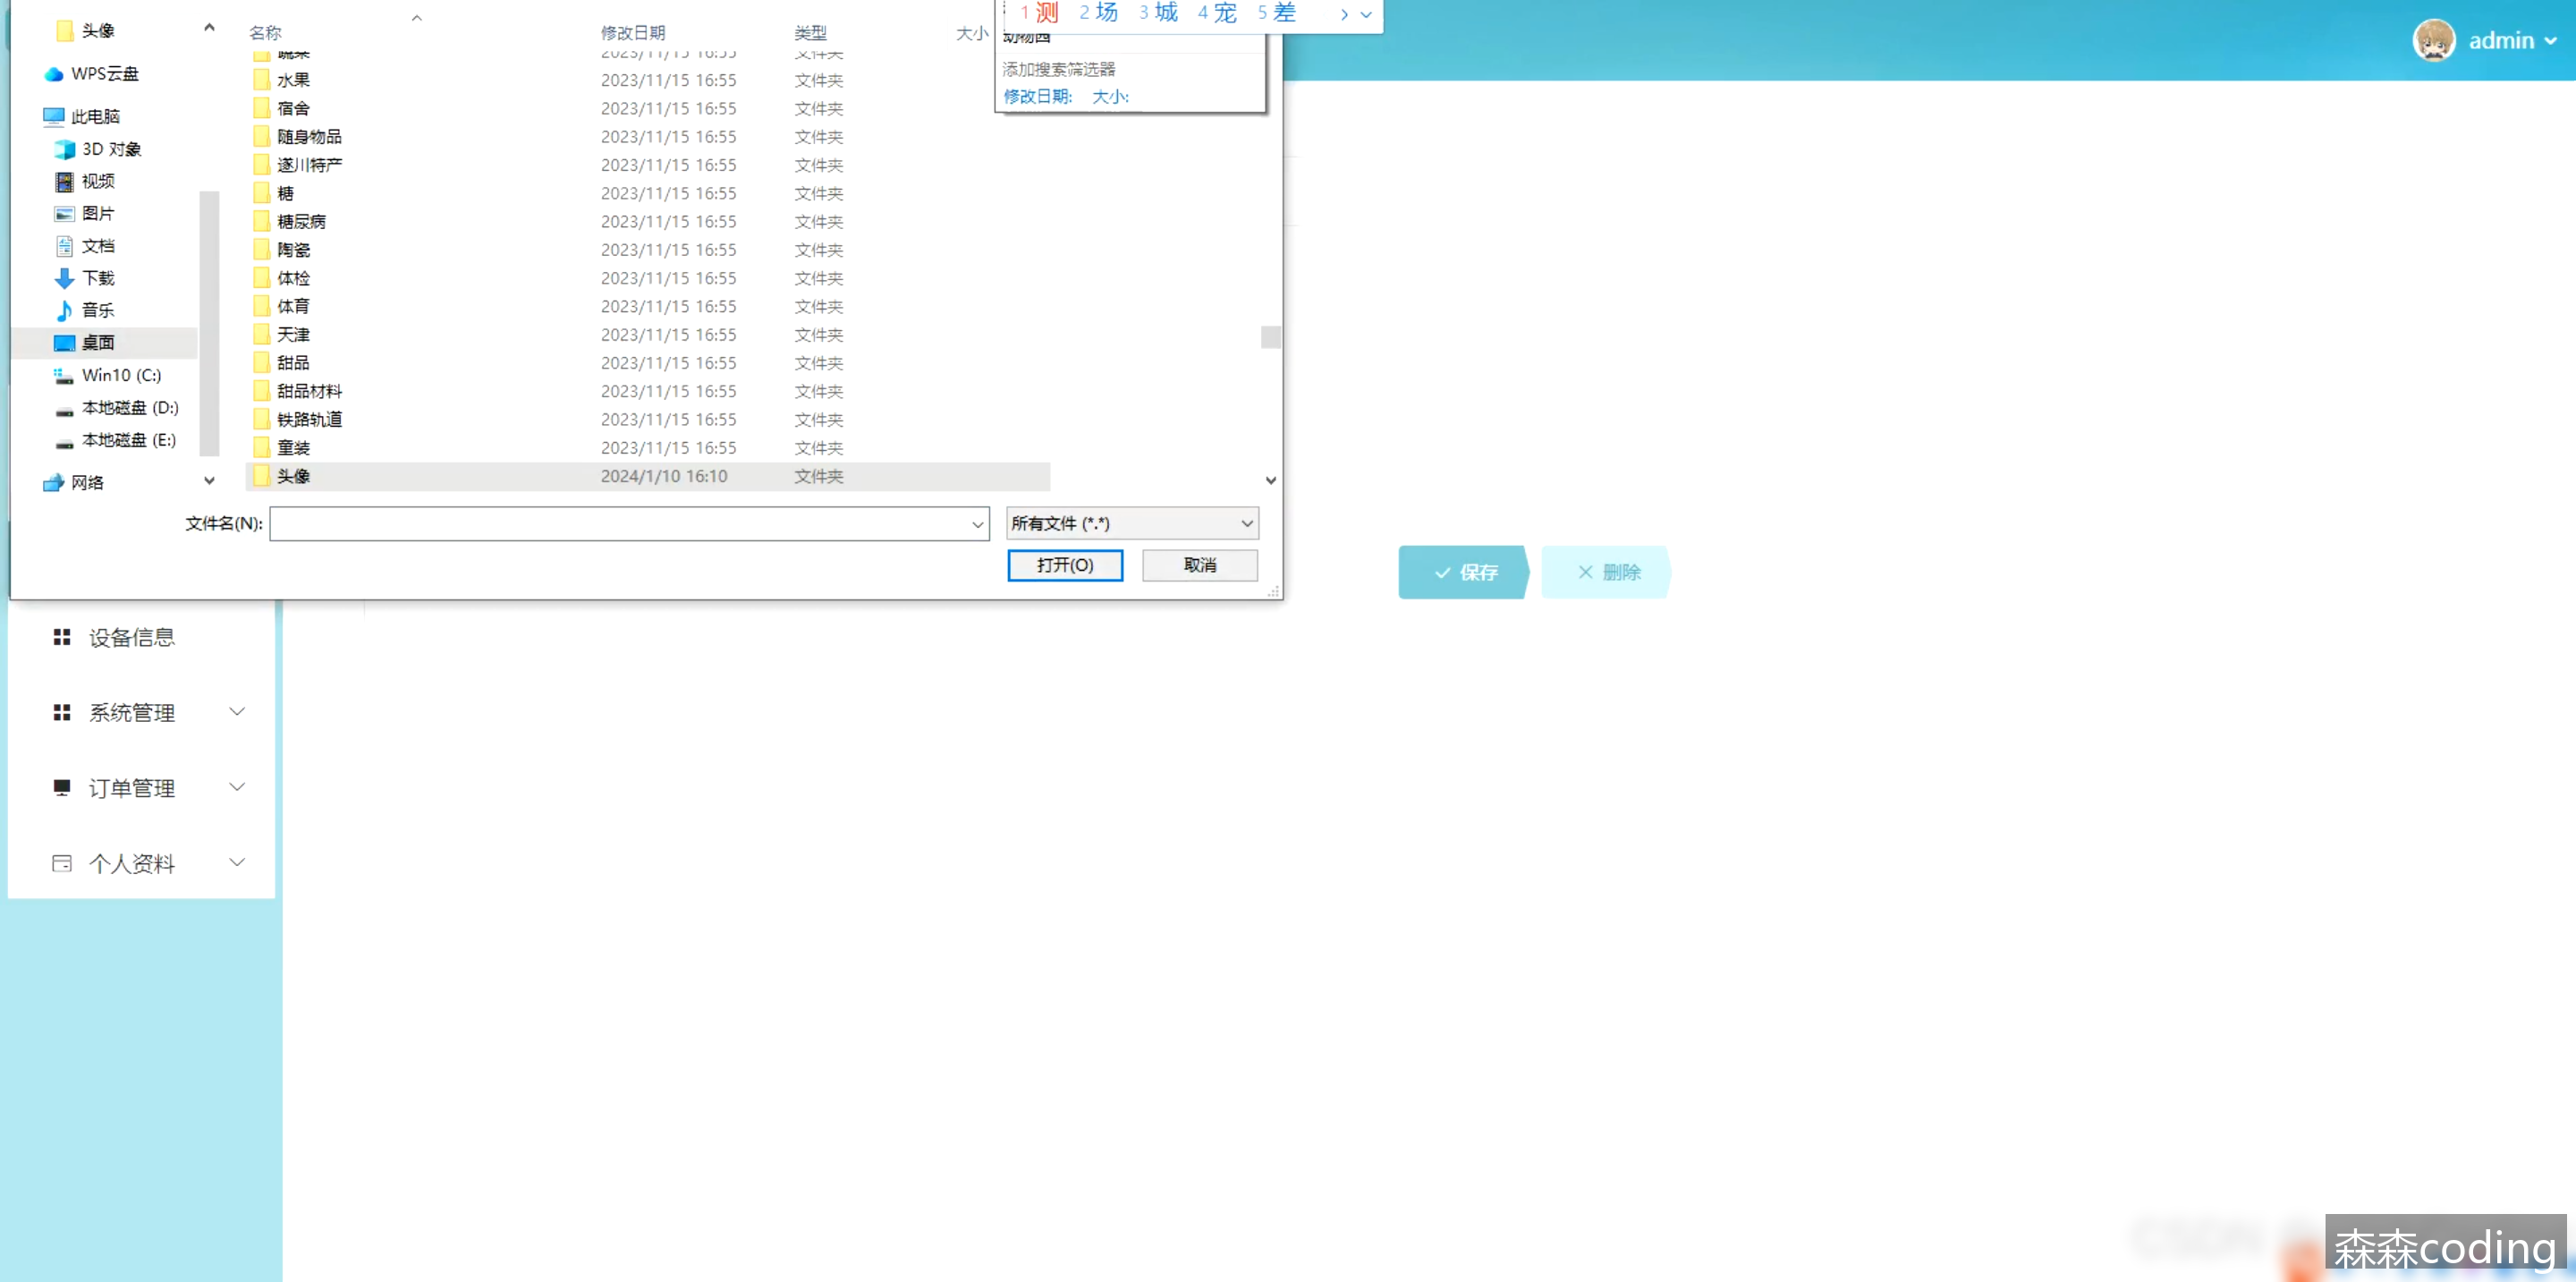 头像
WPS云盘
此电脑
3D 对象
视频
图片
文档
下载
音乐
桌面
Win10 (C:)
本地磁盘 (D:)
本地磁盘 (E:)
网络
名称 修改日期 类型 大小
蔬菜 2023/11/15 16:55 文件夹
水果 2023/11/15 16:55 文件夹
宿舍 2023/11/15 16:55 文件夹
随身物品 2023/11/15 16:55 文件夹
遂川特产 2023/11/15 16:55 文件夹
糖 2023/11/15 16:55 文件夹
糖尿病 2023/11/15 16:55 文件夹
陶瓷 2023/11/15 16:55 文件夹
体检 2023/11/15 16:55 文件夹
体育 2023/11/15 16:55 文件夹
天津 2023/11/15 16:55 文件夹
甜品 2023/11/15 16:55 文件夹
甜品材料 2023/11/15 16:55 文件夹
铁路轨道 2023/11/15 16:55 文件夹
童装 2023/11/15 16:55 文件夹
头像 2024/1/10 16:10 文件夹
1 测 2 场 3 城 4 宠 5 差
动物园
添加搜索筛选器
修改日期: 大小:
文件名(N):
所有文件 (*.*)
打开(O) 取消
admin
保存 删除
设备信息
系统管理
订单管理
个人资料
森森coding